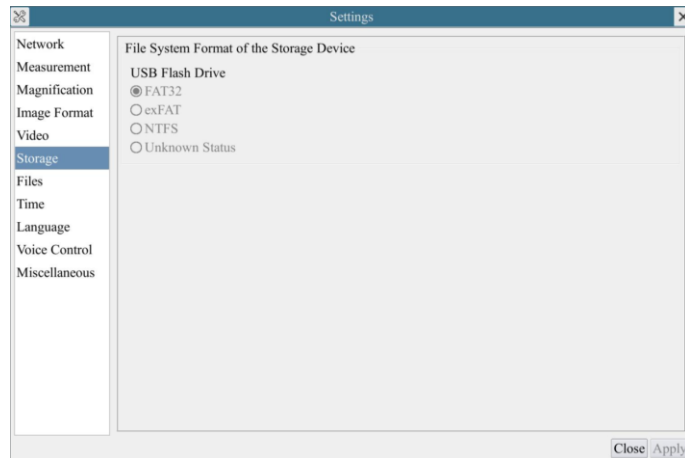 Settings
Network
Measurement
Magnification
Image Format
Video
Storage
Files
Time
Language
Voice Control
Miscellaneous
File System Format of the Storage Device
USB Flash Drive
FAT32
exFAT
NTFS
Unknown Status
Close Apply